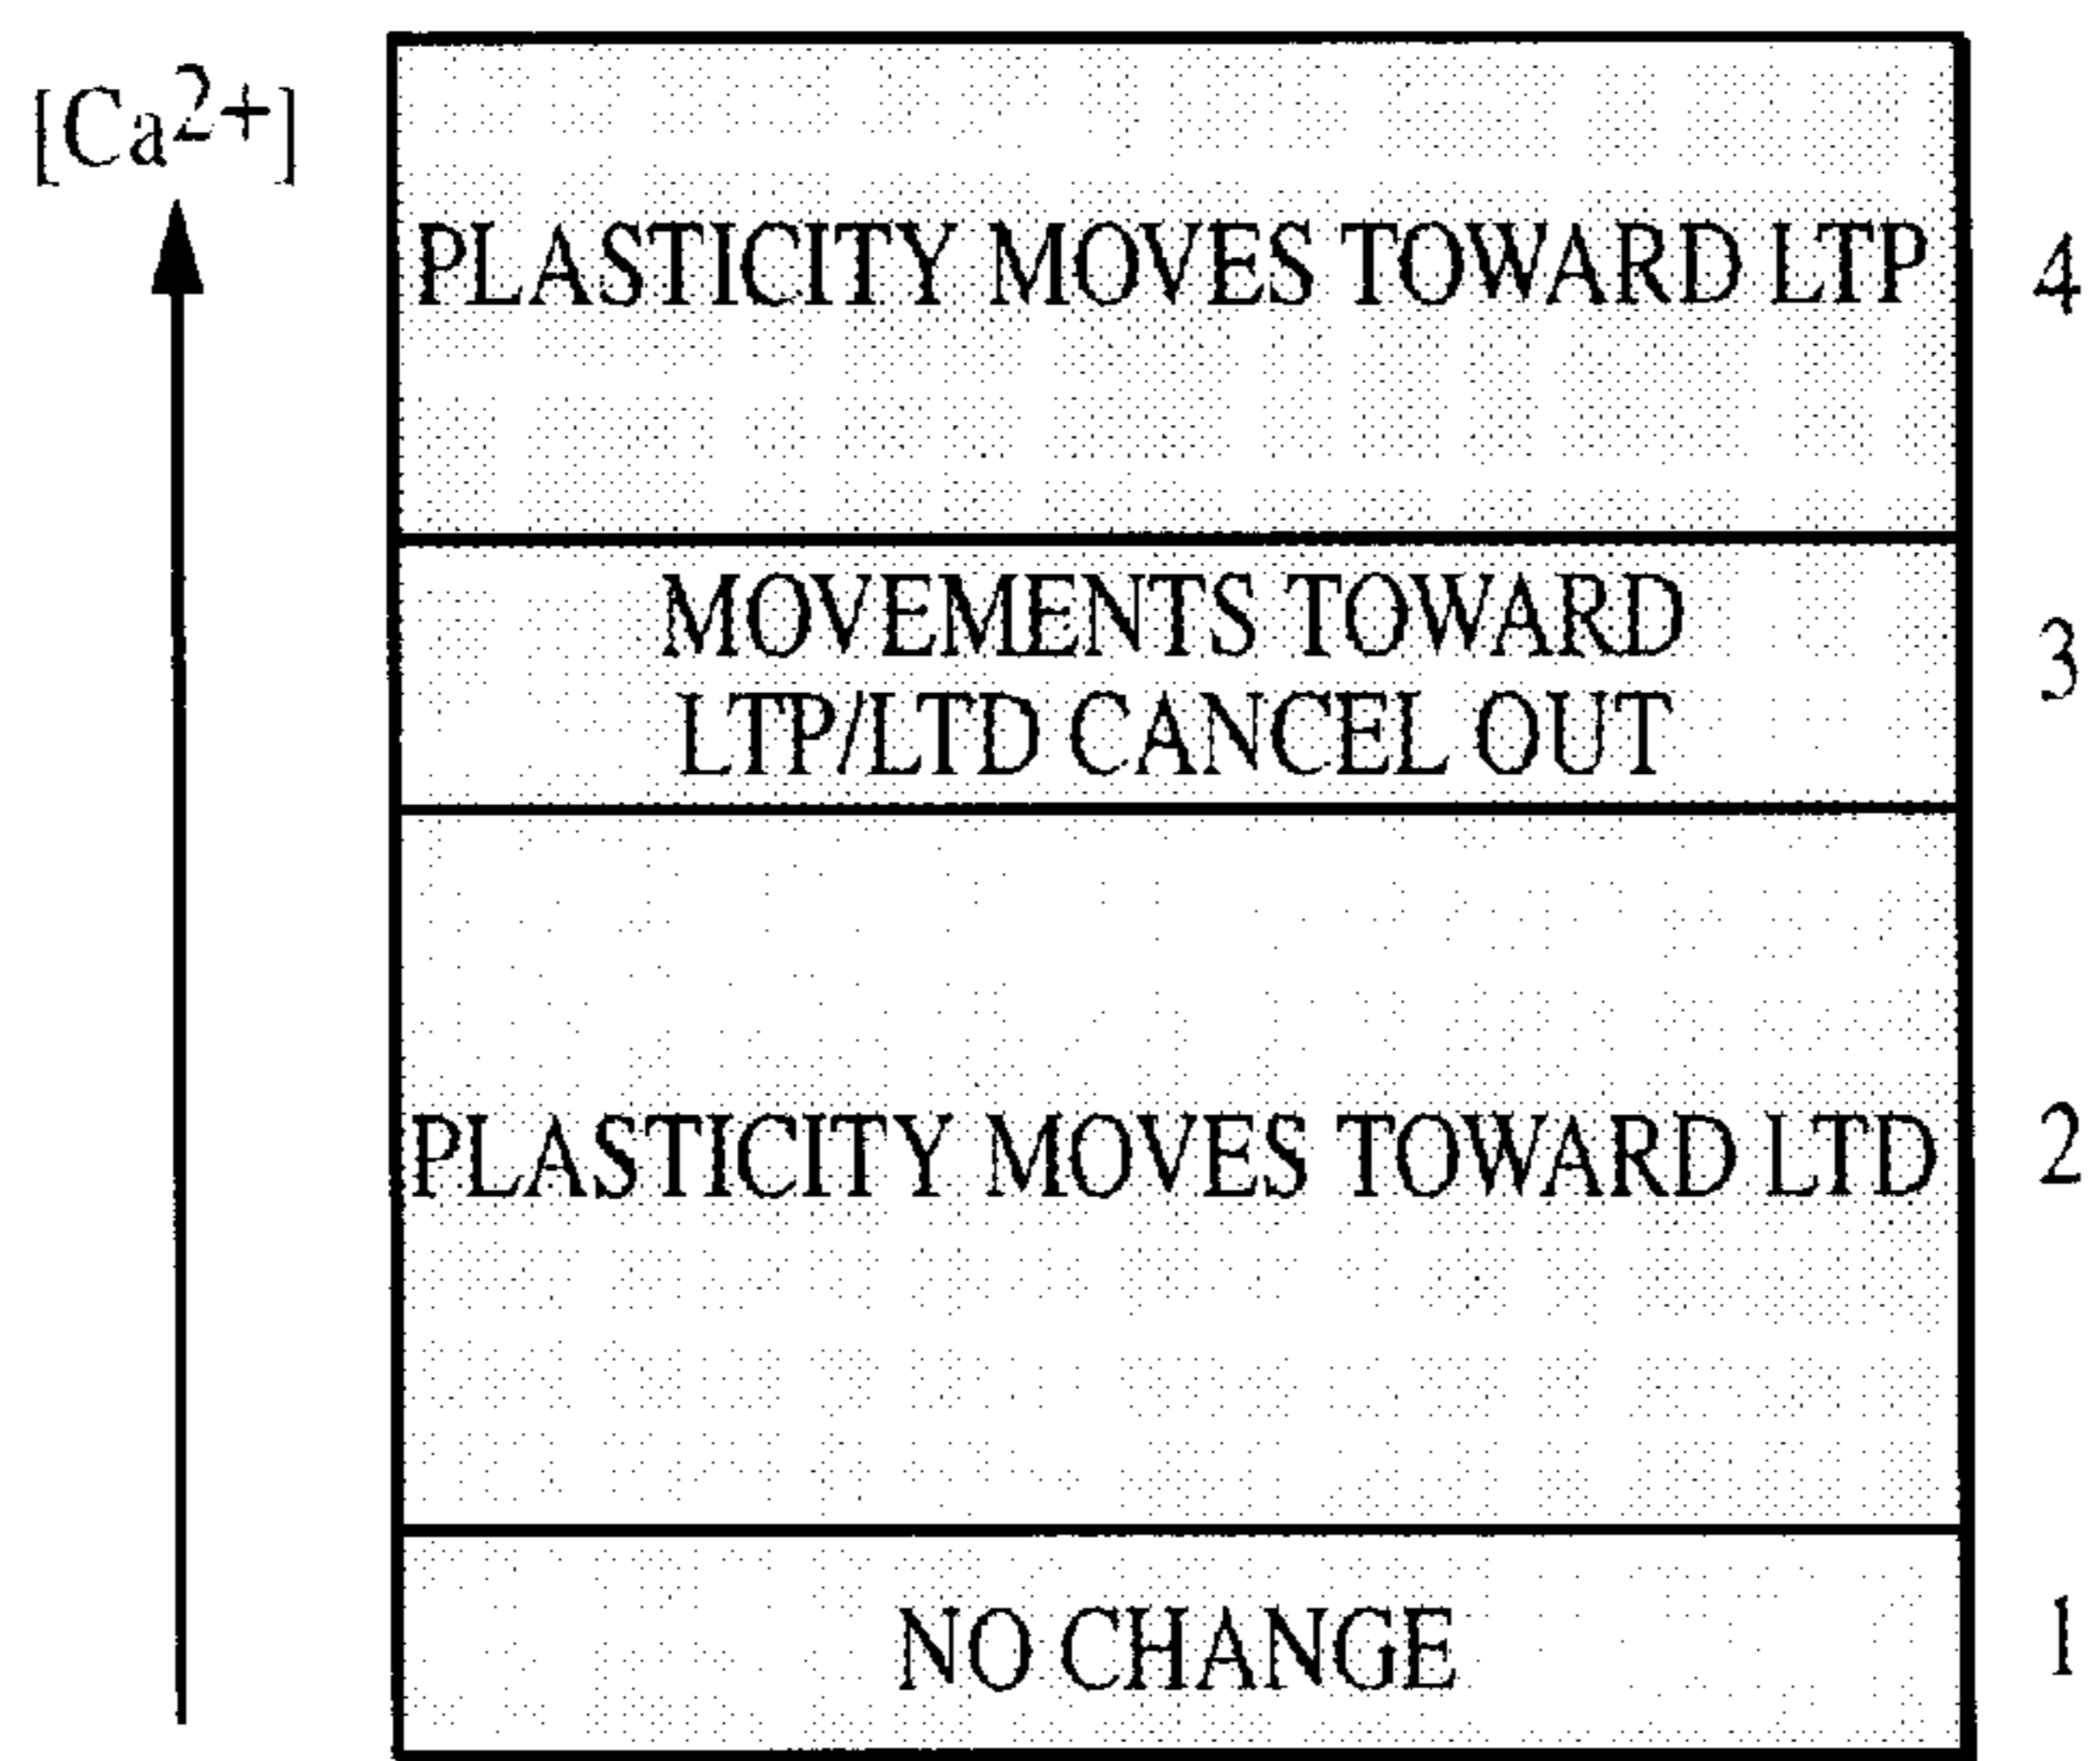 [Ca2+]
PLASTICITY MOVES TOWARD LTP
4
MOVEMENTS TOWARD
LTP/LTD CANCEL OUT
3
PLASTICITY MOVES TOWARD LTD
2
NO CHANGE
1